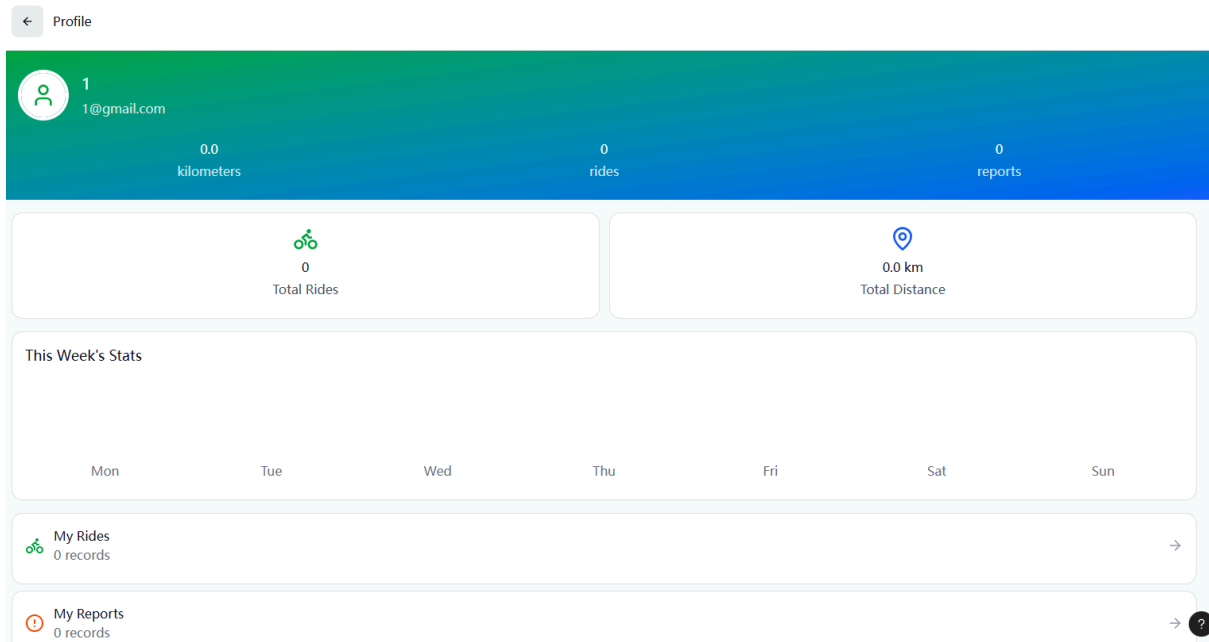 Profile
1
1@gmail.com
0.0 0 0
kilometers rides reports
0 0.0 km
Total Rides Total Distance
This Week's Stats
Mon Tue Wed Thu Fri Sat Sun
My Rides
0 records
My Reports
0 records
?